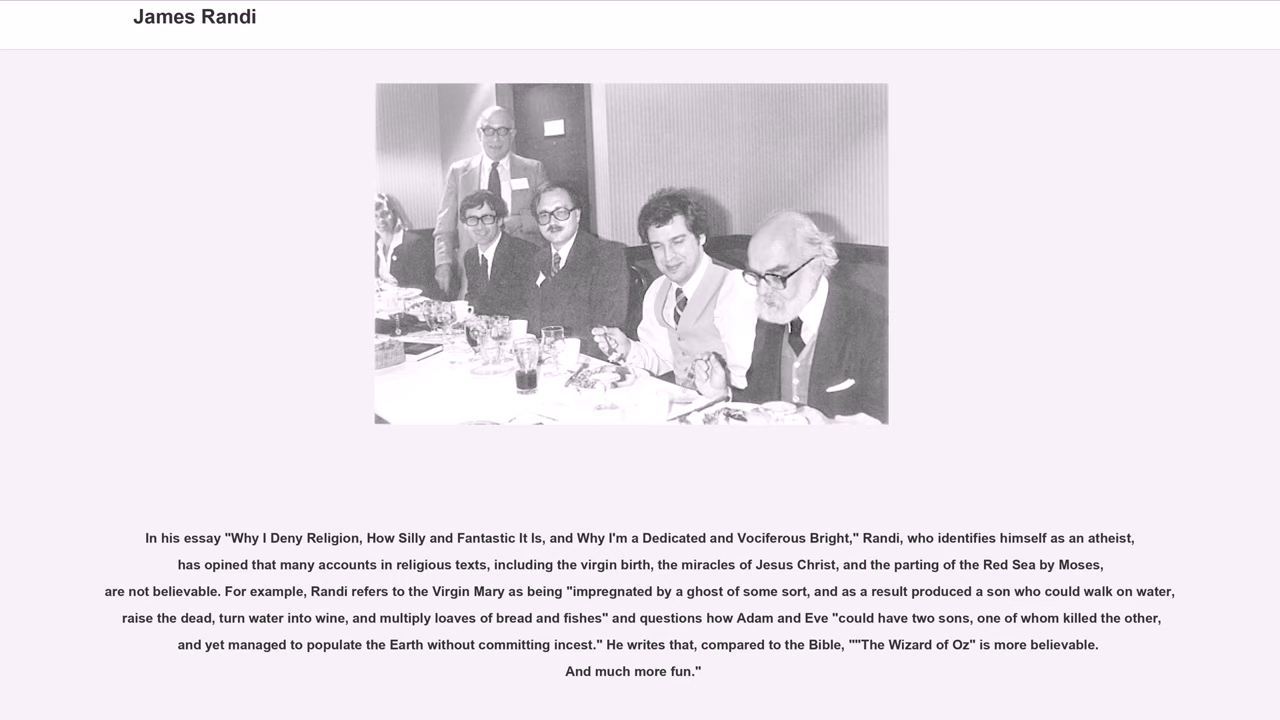 James Randi
In his essay "Why I Deny Religion, How Silly and Fantastic It Is, and Why I'm a Dedicated and Vociferous Bright," Randi, who identifies himself as an atheist,
has opined that many accounts in religious texts, including the virgin birth, the miracles of Jesus Christ, and the parting of the Red Sea by Moses,
are not believable. For example, Randi refers to the Virgin Mary as being "impregnated by a ghost of some sort, and as a result produced a son who could walk on water,
raise the dead, turn water into wine, and multiply loaves of bread and fishes" and questions how Adam and Eve "could have two sons, one of whom killed the other,
and yet managed to populate the Earth without committing incest." He writes that, compared to the Bible, ""The Wizard of Oz" is more believable.
And much more fun."